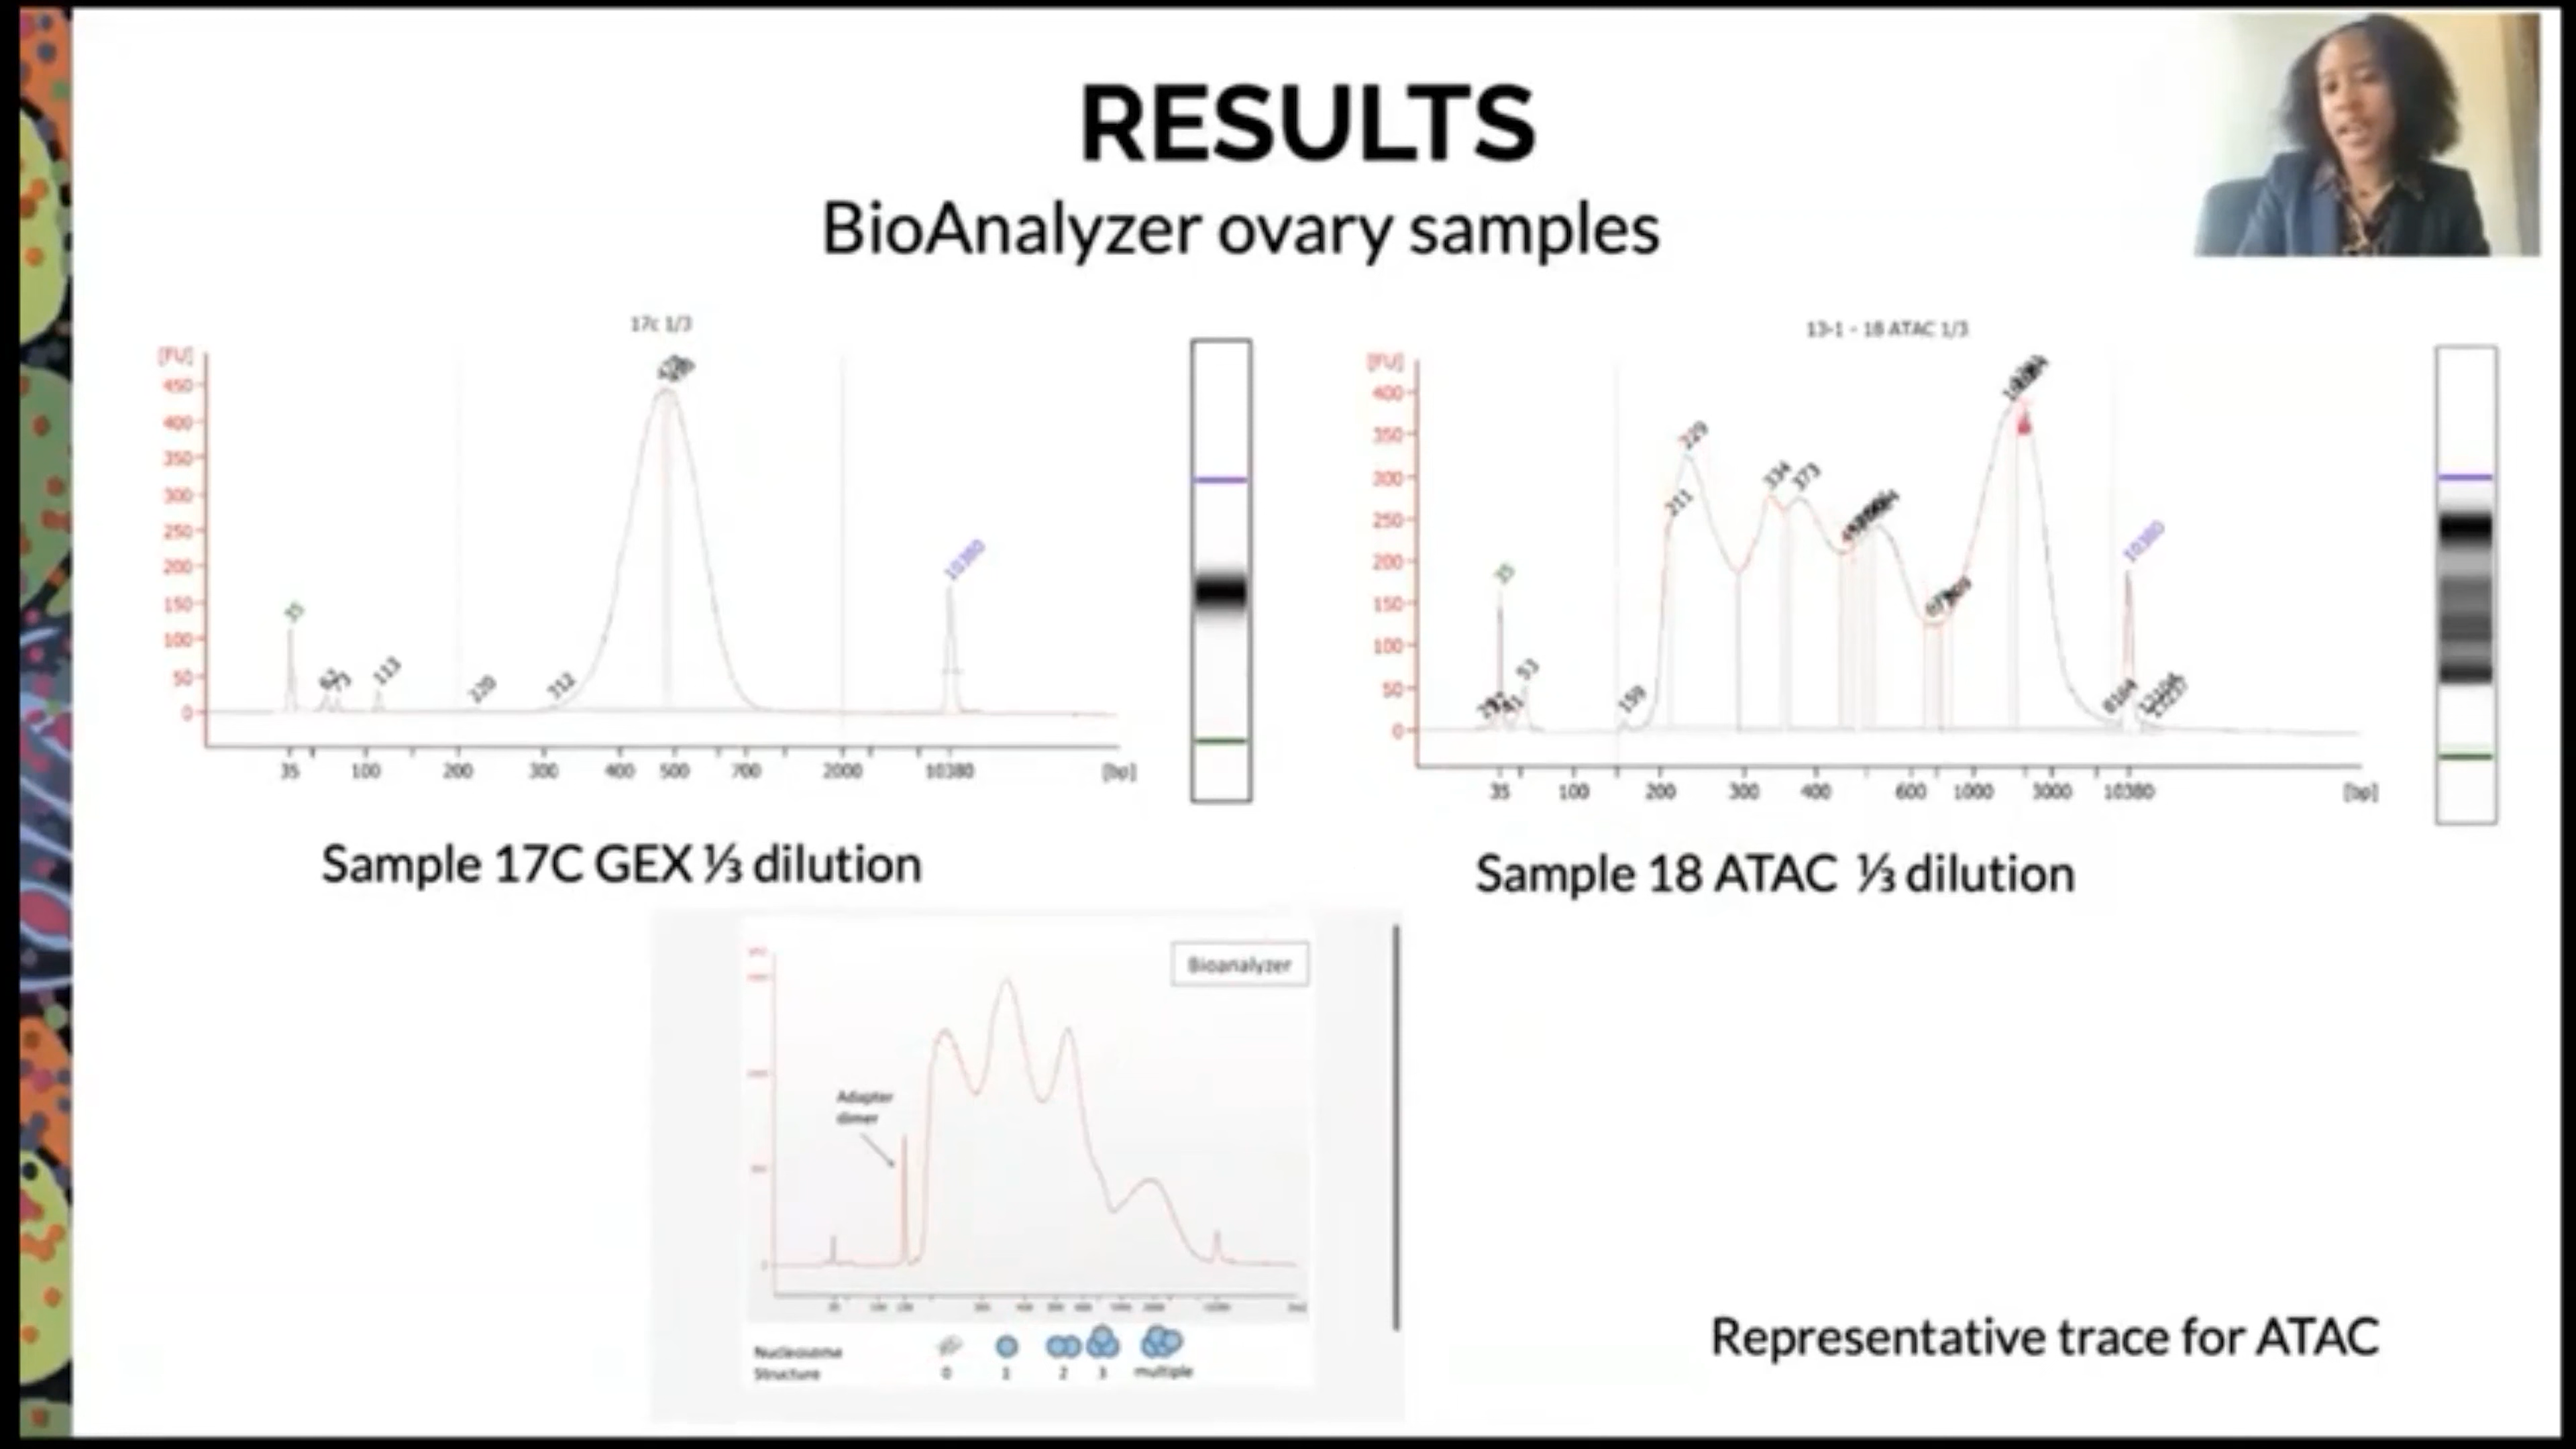 RESULTS
BioAnalyzer ovary samples
17c 1/3
[FU]
450
400
350
300
250
200
150
100
50
0
35
73
113
220
312
10380
35 100 200 300 400 500 700 2000 10380 [bp]
Sample 17C GEX ⅓ dilution
13-1 - 18 ATAC 1/3
[FU]
400
350
300
250
200
150
100
50
0
35
53
159
211
229
334
373
8164
10380
35 100 200 300 400 600 1000 3000 10380 [bp]
Sample 18 ATAC ⅓ dilution
Bioanalyzer
Adapter
dimer
Nucleosome
Structure
0 1 2 3 multiple
Representative trace for ATAC